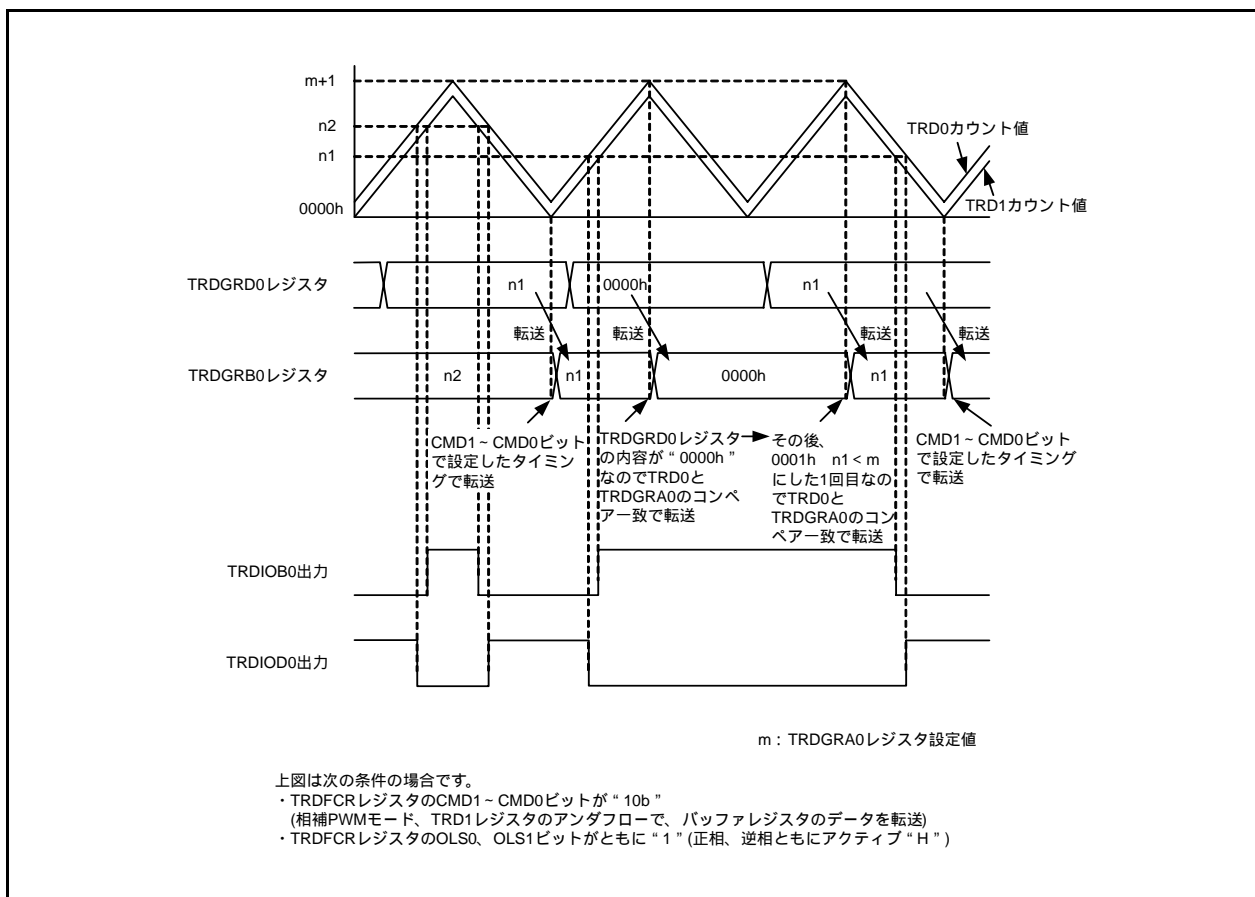 m+1
n2
n1
0000h
TRD0カウント値
TRD1カウント値
TRDGRD0レジスタ
n1
0000h
n1
転送
転送
転送
転送
TRDGRB0レジスタ
n2
n1
0000h
n1
CMD1~CMD0ビット
で設定したタイミン
グで転送
TRDGRD0レジスタ
の内容が“0000h”
なのでTRD0と
TRDGRA0のコンペ
アー致で転送
その後、
0001h n1<m
にした1回目なの
でTRD0と
TRDGRA0のコン
ペアー致で転送
CMD1~CMD0ビット
で設定したタイミング
で転送
TRDIOB0出力
TRDIOD0出力
m:TRDGRA0レジスタ設定値
上図は次の条件の場合です。
・TRDFCRレジスタのCMD1~CMD0ビットが“10b”
(相補PWMモード、TRD1レジスタのアンダフローで、バッファレジスタのデータを転送)
・TRDFCRレジスタのOLS0、OLS1ビットがともに“1”(正相、逆相ともにアクティブ“H”)